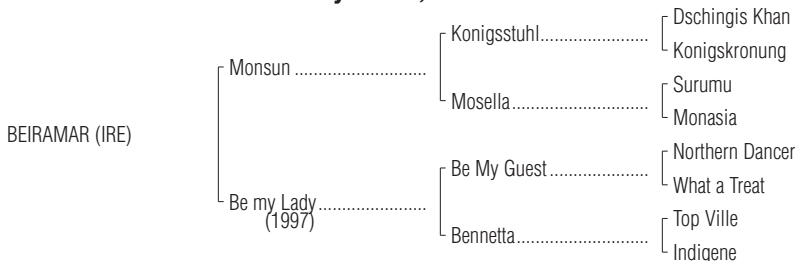 Dschingis Khan
Konigsstuhl............................
Konigskronung
Monsun ...........................
Surumu
Mosella...................................
Monasia
BEIRAMAR (IRE)
Northern Dancer
Be My Guest.........................
What a Treat
Be my Lady......................
(1997)
Top Ville
Bennetta.................................
Indigene